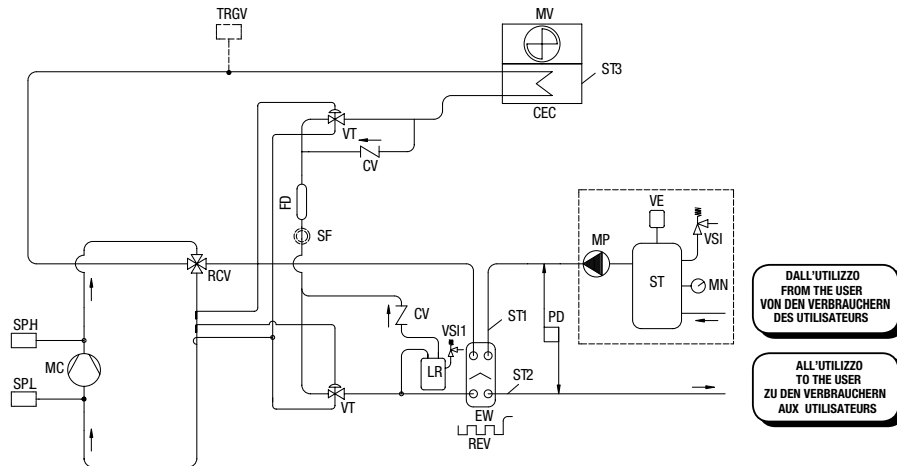 TRGV
MV
ST3
CEC
VT
CV
FD
SF
RCV
VE
MP
VSI
ST
MN
DALL'UTILIZZO
FROM THE USER
VON DEN VERBRAUCHERN
DES UTILISATEURS
SPH
MC
SPL
CV
VSI1
LR
ST1
PD
ST2
VT
EW
REV
ALL'UTILIZO
TO THE USER
ZU DEN VERBRAUCHERN
AUX UTILISATEURS